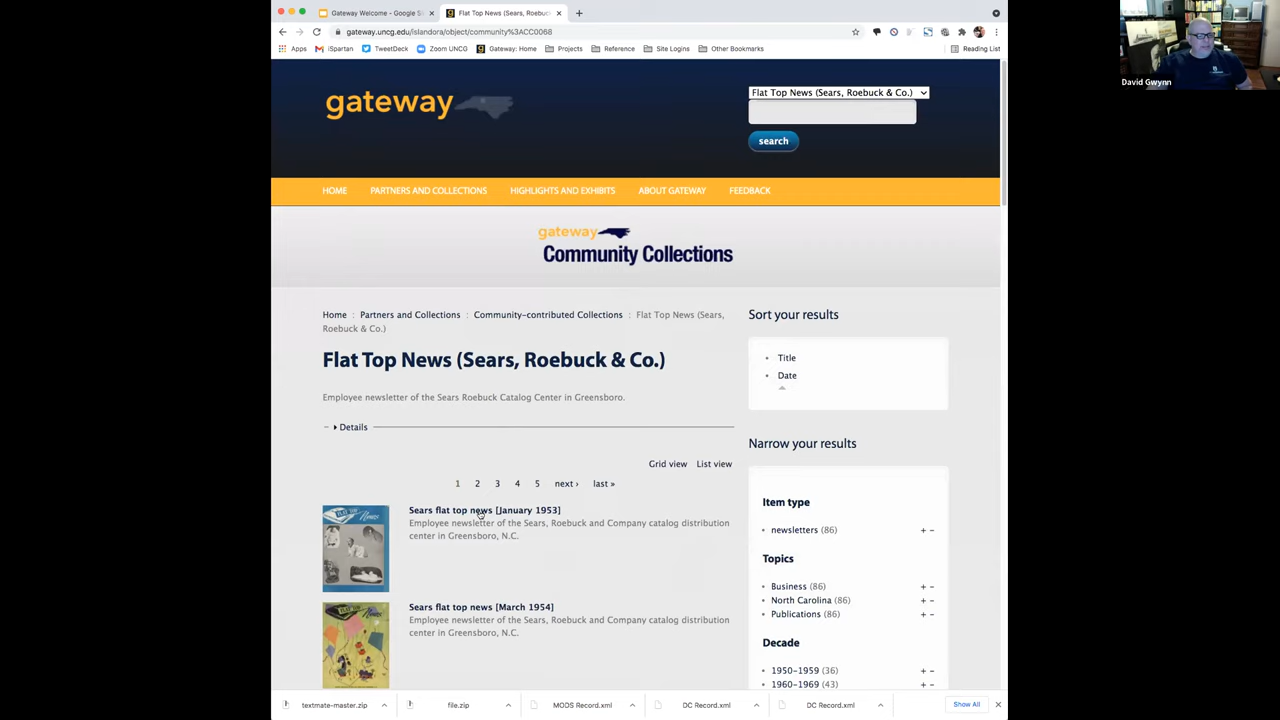 Gateway Welcome - Google Sl
Flat Top News (Sears, Roebuc
gateway.uncg.edu/islandora/object/community%3ACC0068
Apps
iSpartan
TweetDeck
Zoom UNCG
Gateway: Home
Projects
Reference
Site Logins
Other Bookmarks
Reading List
David Gwynn
gateway
Flat Top News (Sears, Roebuck & Co.)
search
HOME
PARTNERS AND COLLECTIONS
HIGHLIGHTS AND EXHIBITS
ABOUT GATEWAY
FEEDBACK
gateway
Community Collections
Home : Partners and Collections : Community-contributed Collections : Flat Top News (Sears,
Roebuck & Co.)
Flat Top News (Sears, Roebuck & Co.)
Employee newsletter of the Sears Roebuck Catalog Center in Greensboro.
Details
Grid view
List view
1 2 3 4 5 next › last »
Sears flat top news [January 1953]
Employee newsletter of the Sears, Roebuck and Company catalog distribution
center in Greensboro, N.C.
Sears flat top news [March 1954]
Employee newsletter of the Sears, Roebuck and Company catalog distribution
center in Greensboro, N.C.
Sort your results
Title
Date
Narrow your results
Item type
newsletters (86) + −
Topics
Business (86) + −
North Carolina (86) + −
Publications (86) + −
Decade
1950-1959 (36) + −
1960-1969 (43) + −
textmate-master.zip
file.zip
MODS Record.xml
DC Record.xml
DC Record.xml
Show All